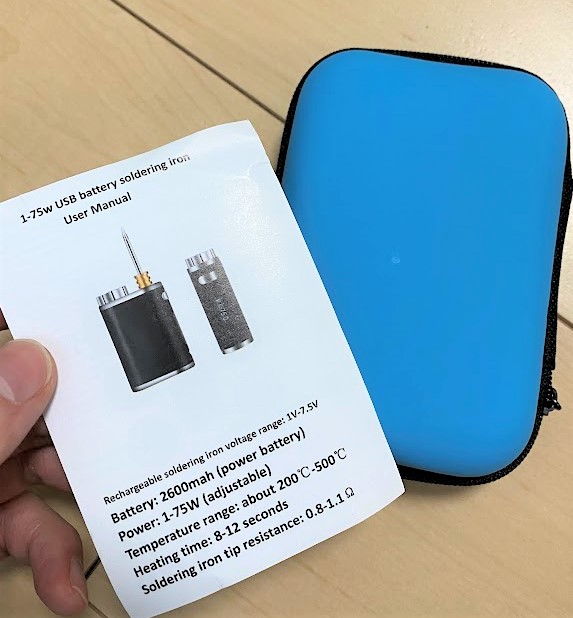 1-75w USB battery soldering iron
User Manual
Rechargeable soldering iron voltage range: 1V-7.5V
Battery: 2600mah (power battery)
Power: 1-75W (adjustable)
Temperature range: about 200℃-500℃
Heating time: 8-12 seconds
Soldering iron tip resistance: 0.8-1.1Ω